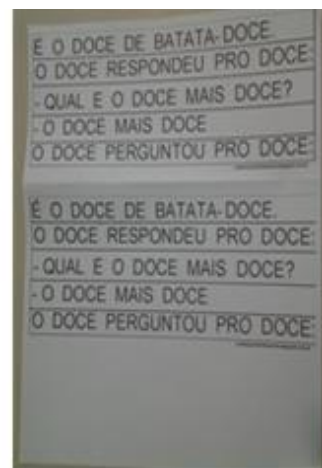 É O DOCE DE BATATA-DOCE.
O DOCE RESPONDEU PRO DOCE:
- QUAL E O DOCE MAIS DOCE?
- O DOCE MAIS DOCE
O DOCE PERGUNTOU PRO DOCE:
É O DOCE DE BATATA-DOCE.
O DOCE RESPONDEU PRO DOCE:
- QUAL E O DOCE MAIS DOCE?
- O DOCE MAIS DOCE
O DOCE PERGUNTOU PRO DOCE: